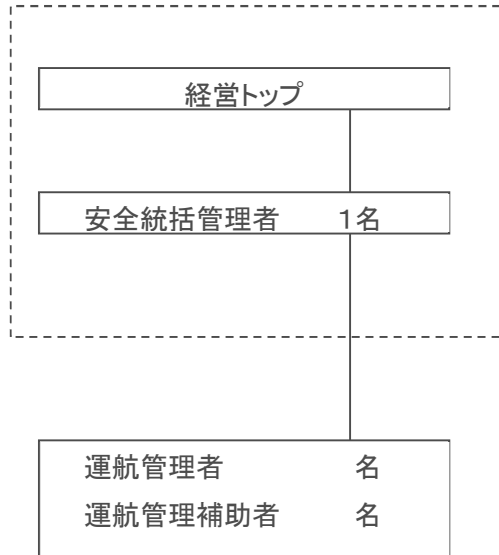 経営トップ
安全統括管理者　　1名
運航管理者　　　　名
運航管理補助者　　名